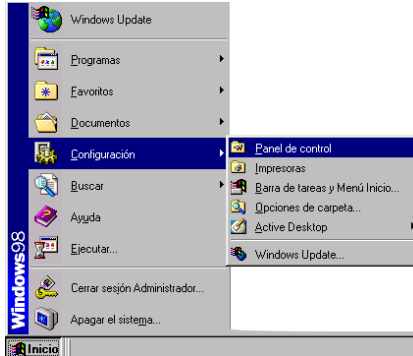 Windows Update
Programas
Favoritos
Documentos
Configuración
Buscar
Ayuda
Ejecutar...
Cerrar sesión Administrador...
Apagar el sistema...
Panel de control
Impresoras
Barra de tareas y Menú Inicio...
Opciones de carpeta...
Active Desktop
Windows Update...
Windows98
Inicio